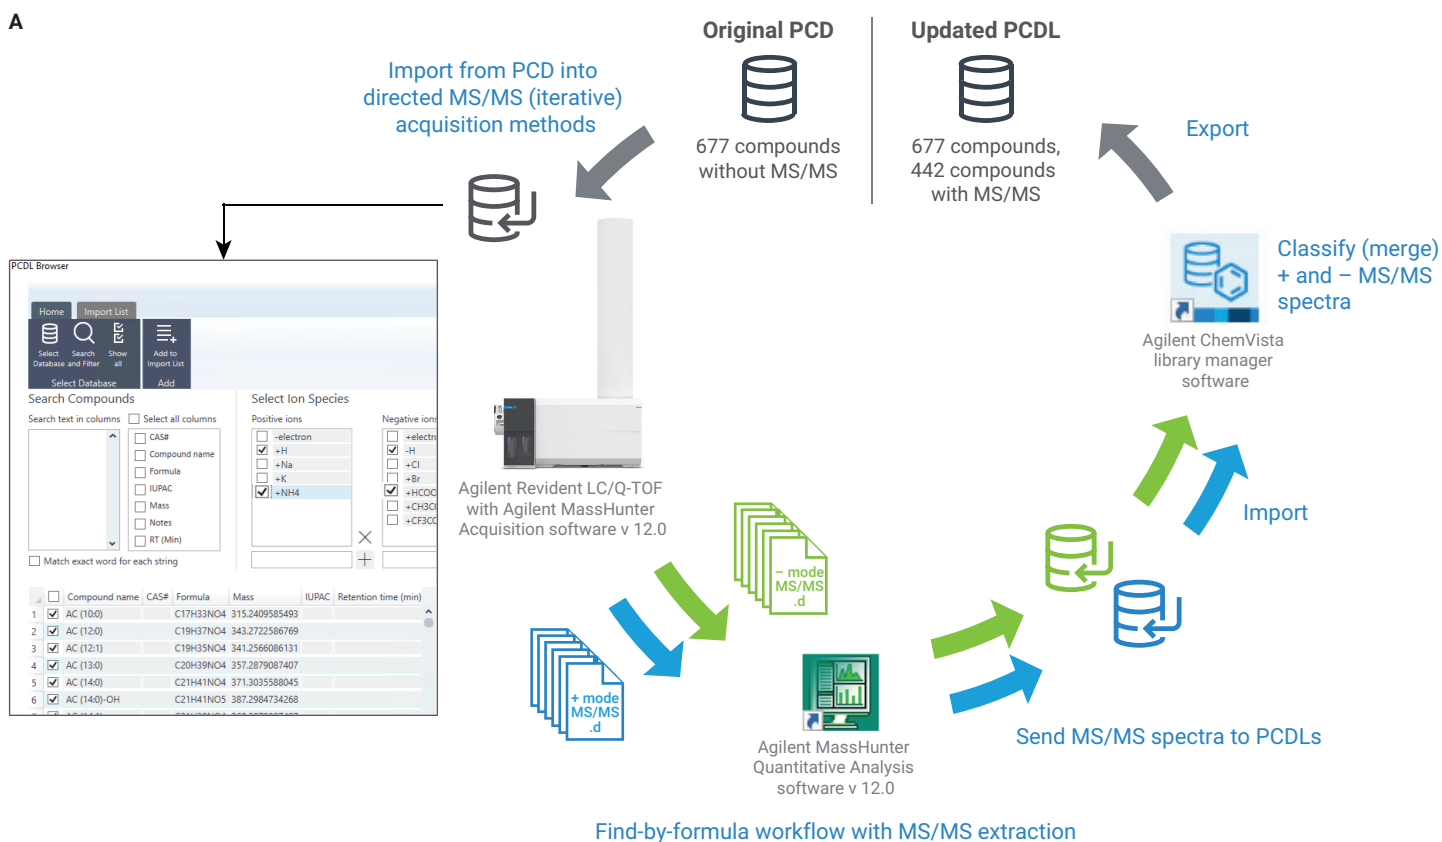 A
Original PCD
677 compounds
without MS/MS
Updated PCDL
677 compounds,
442 compounds
with MS/MS
Import from PCD into
directed MS/MS (iterative)
acquisition methods
Export
Classify (merge)
+ and – MS/MS
spectra
Agilent ChemVista
library manager
software
PCDL Browser
Home Import List
Select
Database
Search
and Filter
Show
all
Add to
Import List
Select Database Add
Search Compounds
Select Ion Species
Search text in columns Select all columns
CAS#
Compound name
Formula
IUPAC
Mass
Notes
RT (Min)
Match exact word for each string
Positive ions
-electron
+H
+Na
+K
+NH4
Negative ions
+electro
-H
+Cl
+Br
+HCOO
+CH3CO
+CF3CO
Compound name CAS# Formula Mass IUPAC Retention time (min)
1 AC (10:0) C17H33NO4 315.2409585493
2 AC (12:0) C19H37NO4 343.2722586769
3 AC (12:1) C19H35NO4 341.2566086131
4 AC (13:0) C20H39NO4 357.2879087407
5 AC (14:0) C21H41NO4 371.3035588045
6 AC (14:0)-OH C21H41NO5 387.2984734268
Agilent Revident LC/Q-TOF
with Agilent MassHunter
Acquisition software v 12.0
– mode
MS/MS
.d
+ mode
MS/MS
.d
Agilent MassHunter
Quantitative Analysis
software v 12.0
Import
Send MS/MS spectra to PCDLs
Find-by-formula workflow with MS/MS extraction